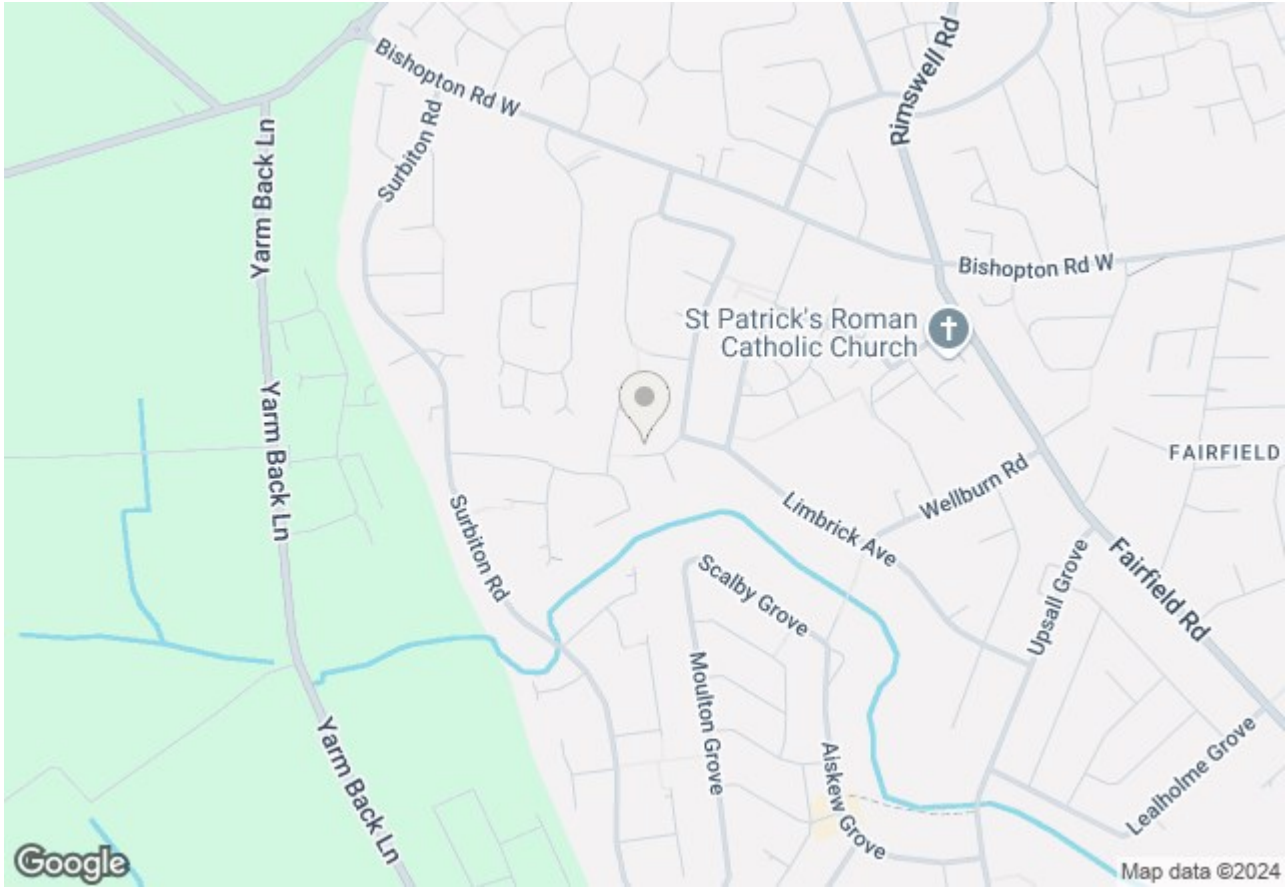 Bishopton Rd W
Rimswell Rd
Surbiton Rd
Yarm Back Ln
Bishopton Rd W
St Patrick's Roman
Catholic Church
Yarm Back Ln
FAIRFIELD
Wellburn Rd
Limbrick Ave
Surbiton Rd
Fairfield Rd
Scalby Grove
Upsall Grove
Moulton Grove
Yarm Back Ln
Aiskew Grove
Lealholme Grove
Google
Map data ©2024